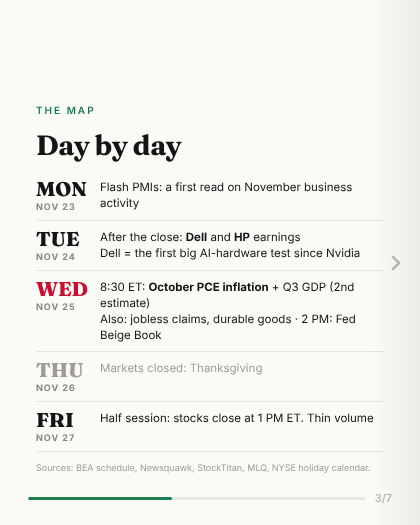 THE MAP
Day by day
MON
NOV 23
Flash PMIs: a first read on November business
activity
TUE
NOV 24
After the close: Dell and HP earnings
Dell = the first big AI-hardware test since Nvidia
WED
NOV 25
8:30 ET: October PCE inflation + Q3 GDP (2nd
estimate)
Also: jobless claims, durable goods · 2 PM: Fed
Beige Book
THU
NOV 26
Markets closed: Thanksgiving
FRI
NOV 27
Half session: stocks close at 1 PM ET. Thin volume
Sources: BEA schedule, Newsquawk, StockTitan, MLQ, NYSE holiday calendar.
3/7